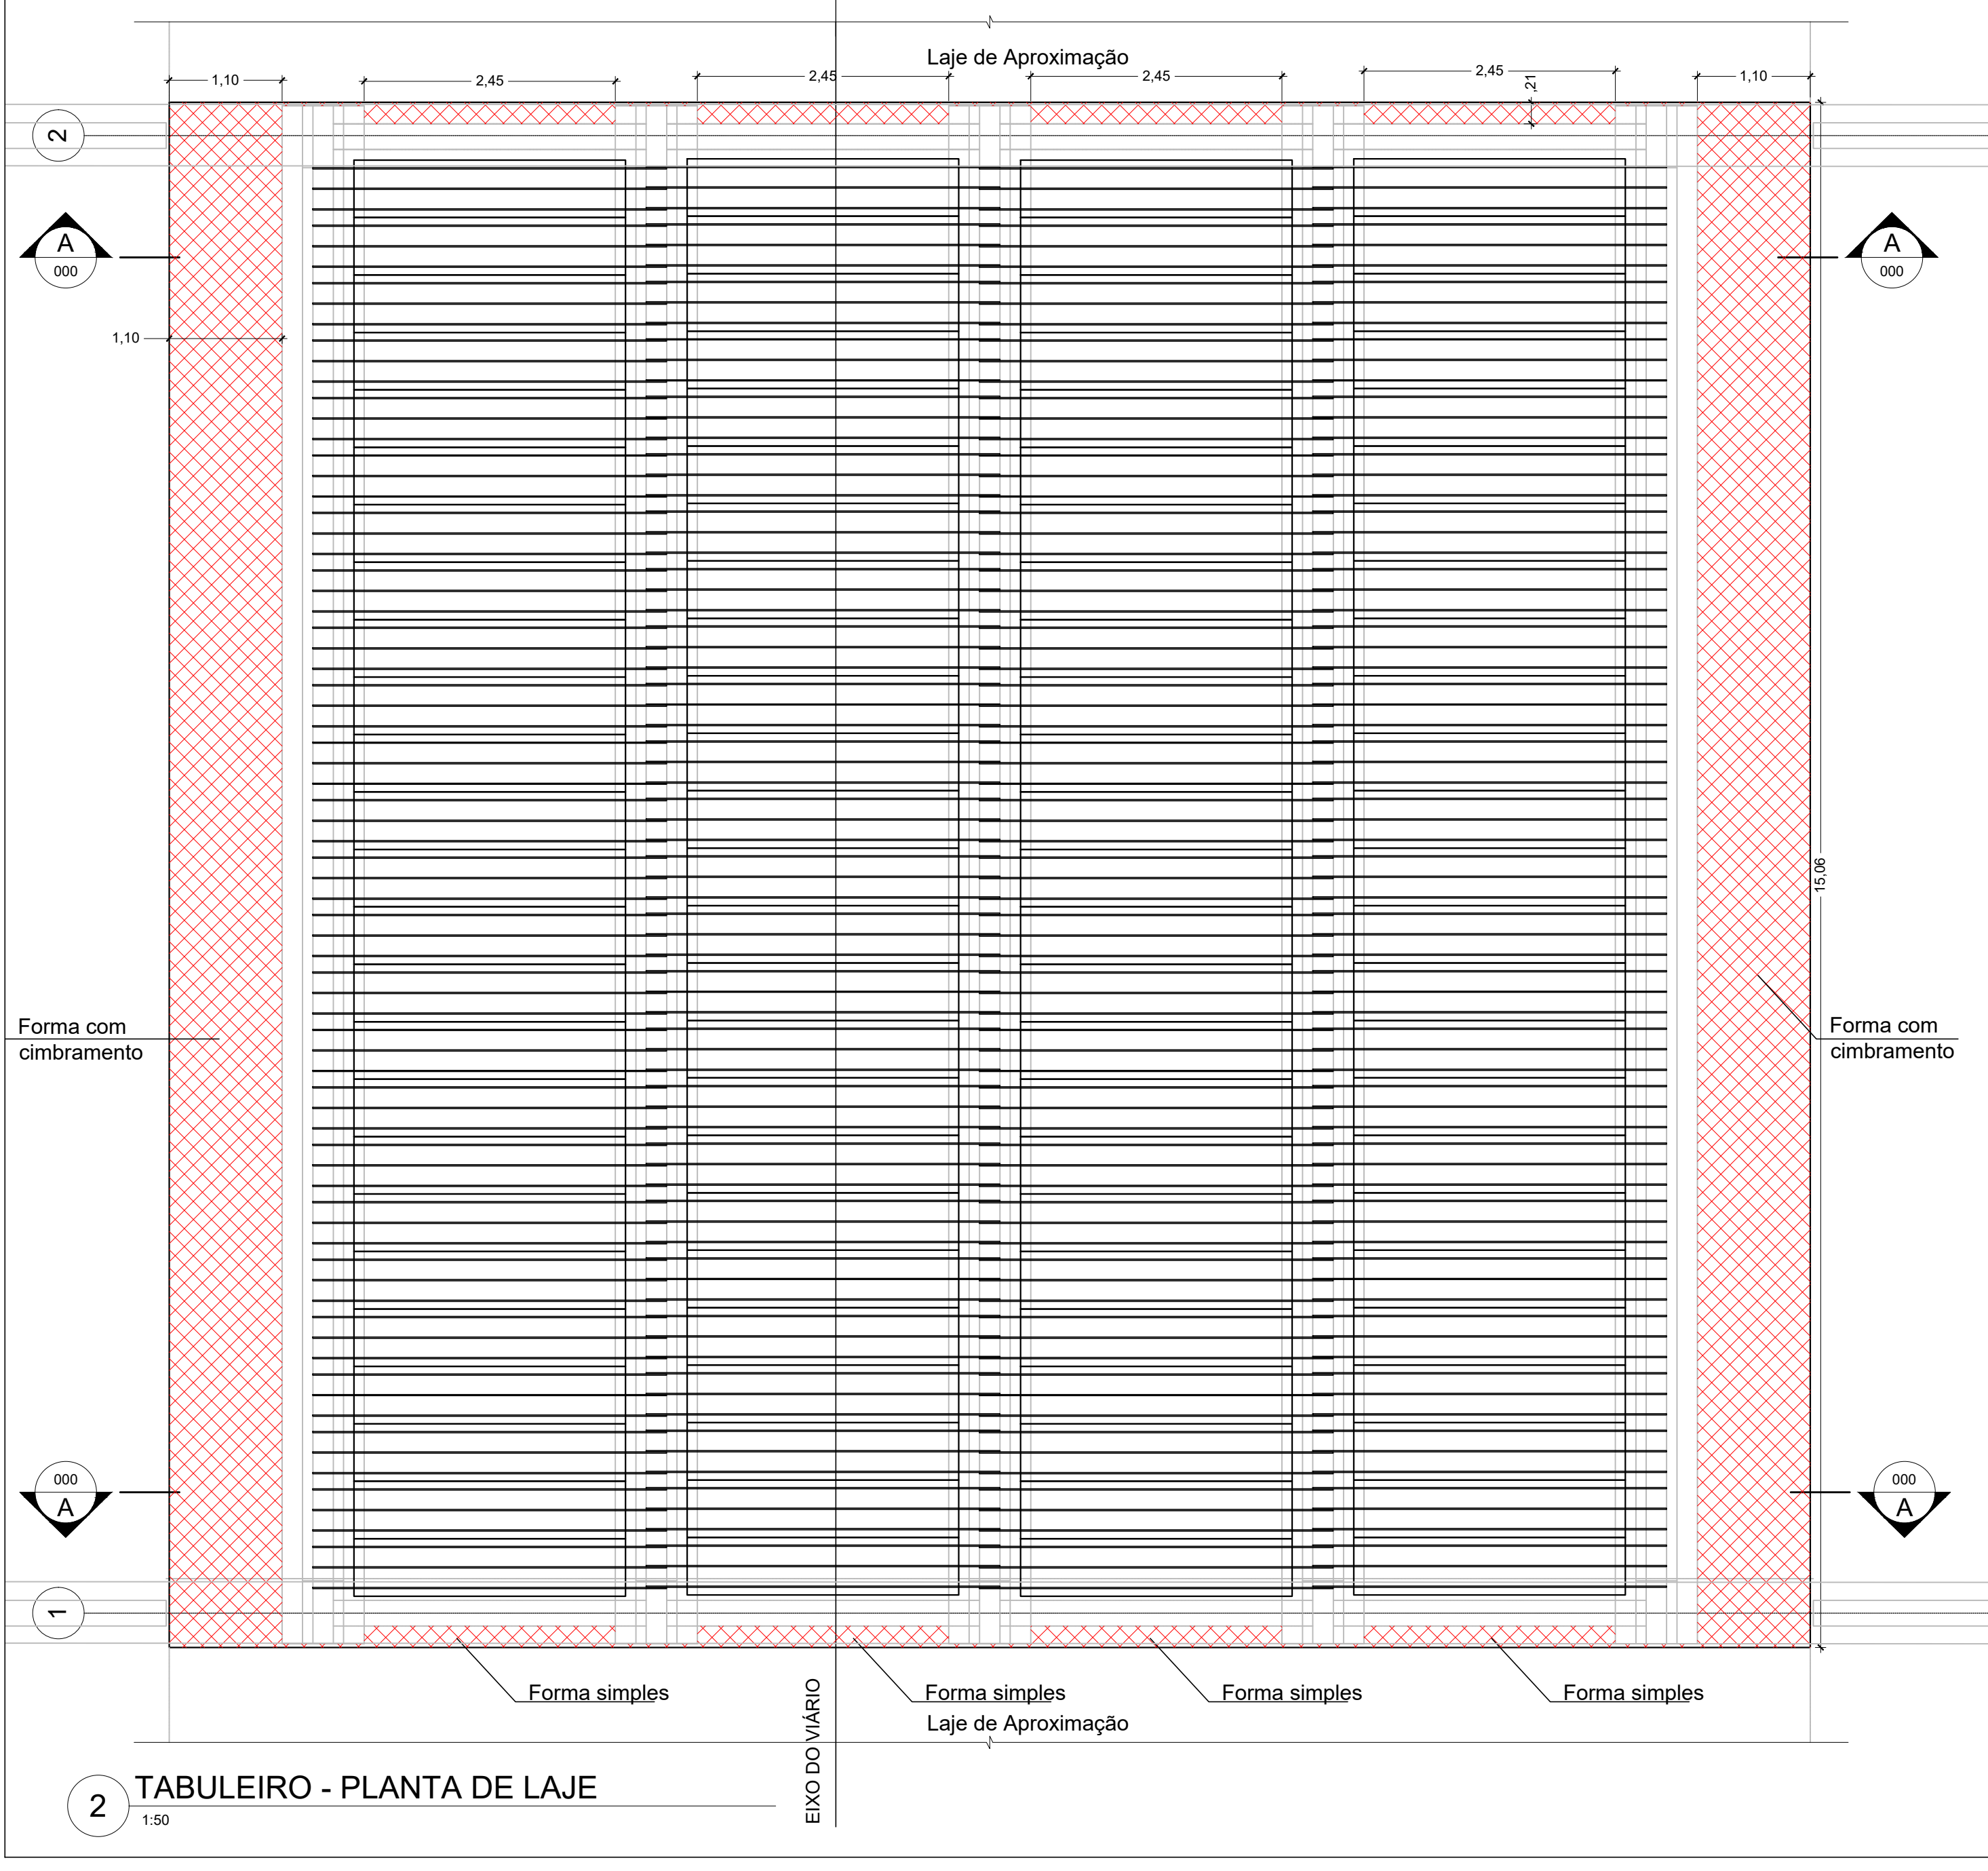 Laje de Aproximação
1,10
2,45
2,45
2,45
2,45
,21
1,10
2
A
000
A
000
1,10
15,06
Forma com
cimbramento
Forma com
cimbramento
000
A
000
A
1
Forma simples
Forma simples
Forma simples
Forma simples
Laje de Aproximação
EIXO DO VIÁRIO
2
TABULEIRO - PLANTA DE LAJE
1:50